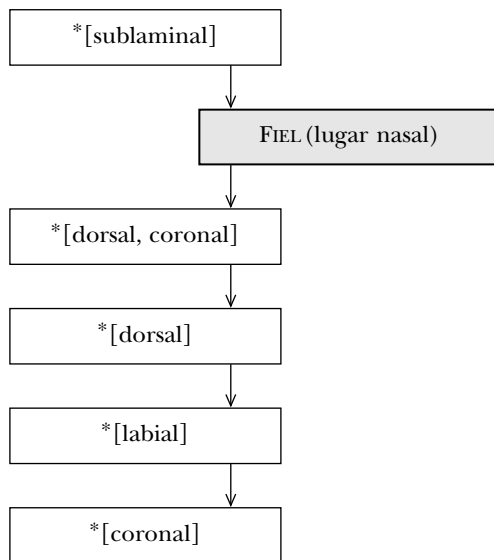 *[sublaminal]
FIEL (lugar nasal)
*[dorsal, coronal]
*[dorsal]
*[labial]
*[coronal]